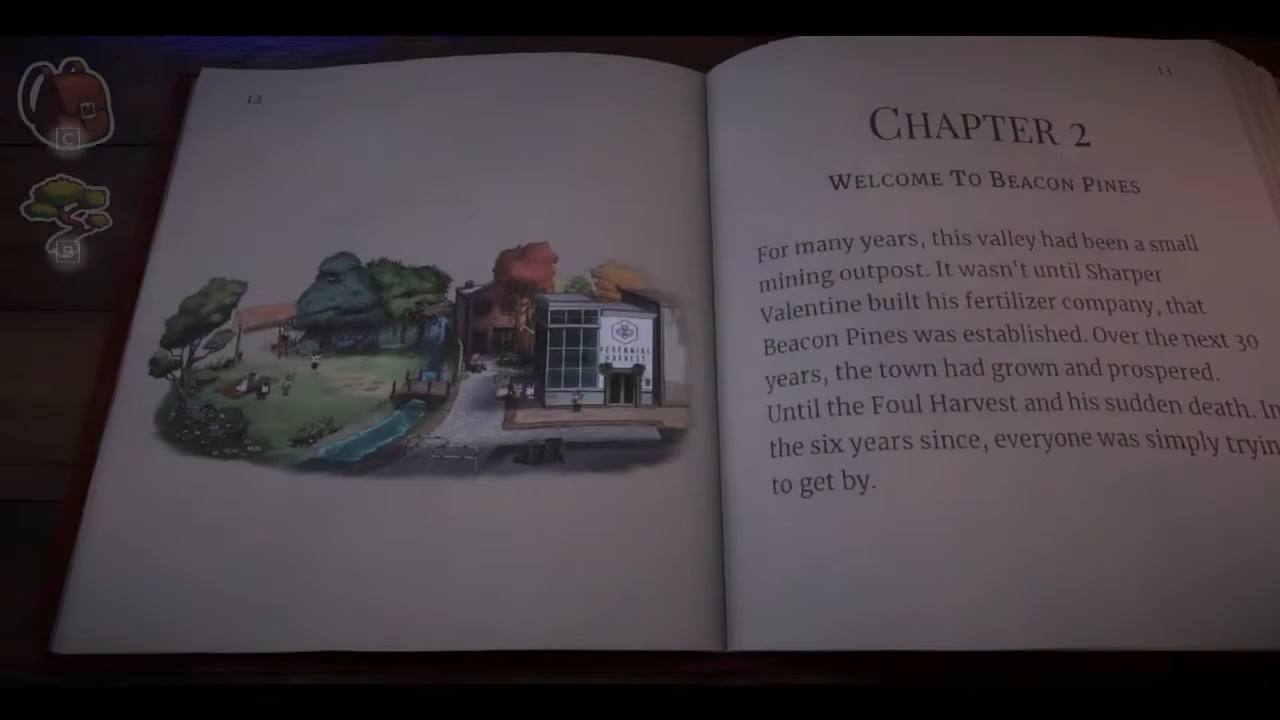 12
13
C
CHAPTER 2
WELCOME TO BEACON PINES
For many years, this valley had been a small
mining outpost. It wasn't until Sharper
Valentine built his fertilizer company, that
Beacon Pines was established. Over the next 30
years, the town had grown and prospered.
Until the Foul Harvest and his sudden death. In
the six years since, everyone was simply tryin
to get by.
PERENNIAL
HARVEST